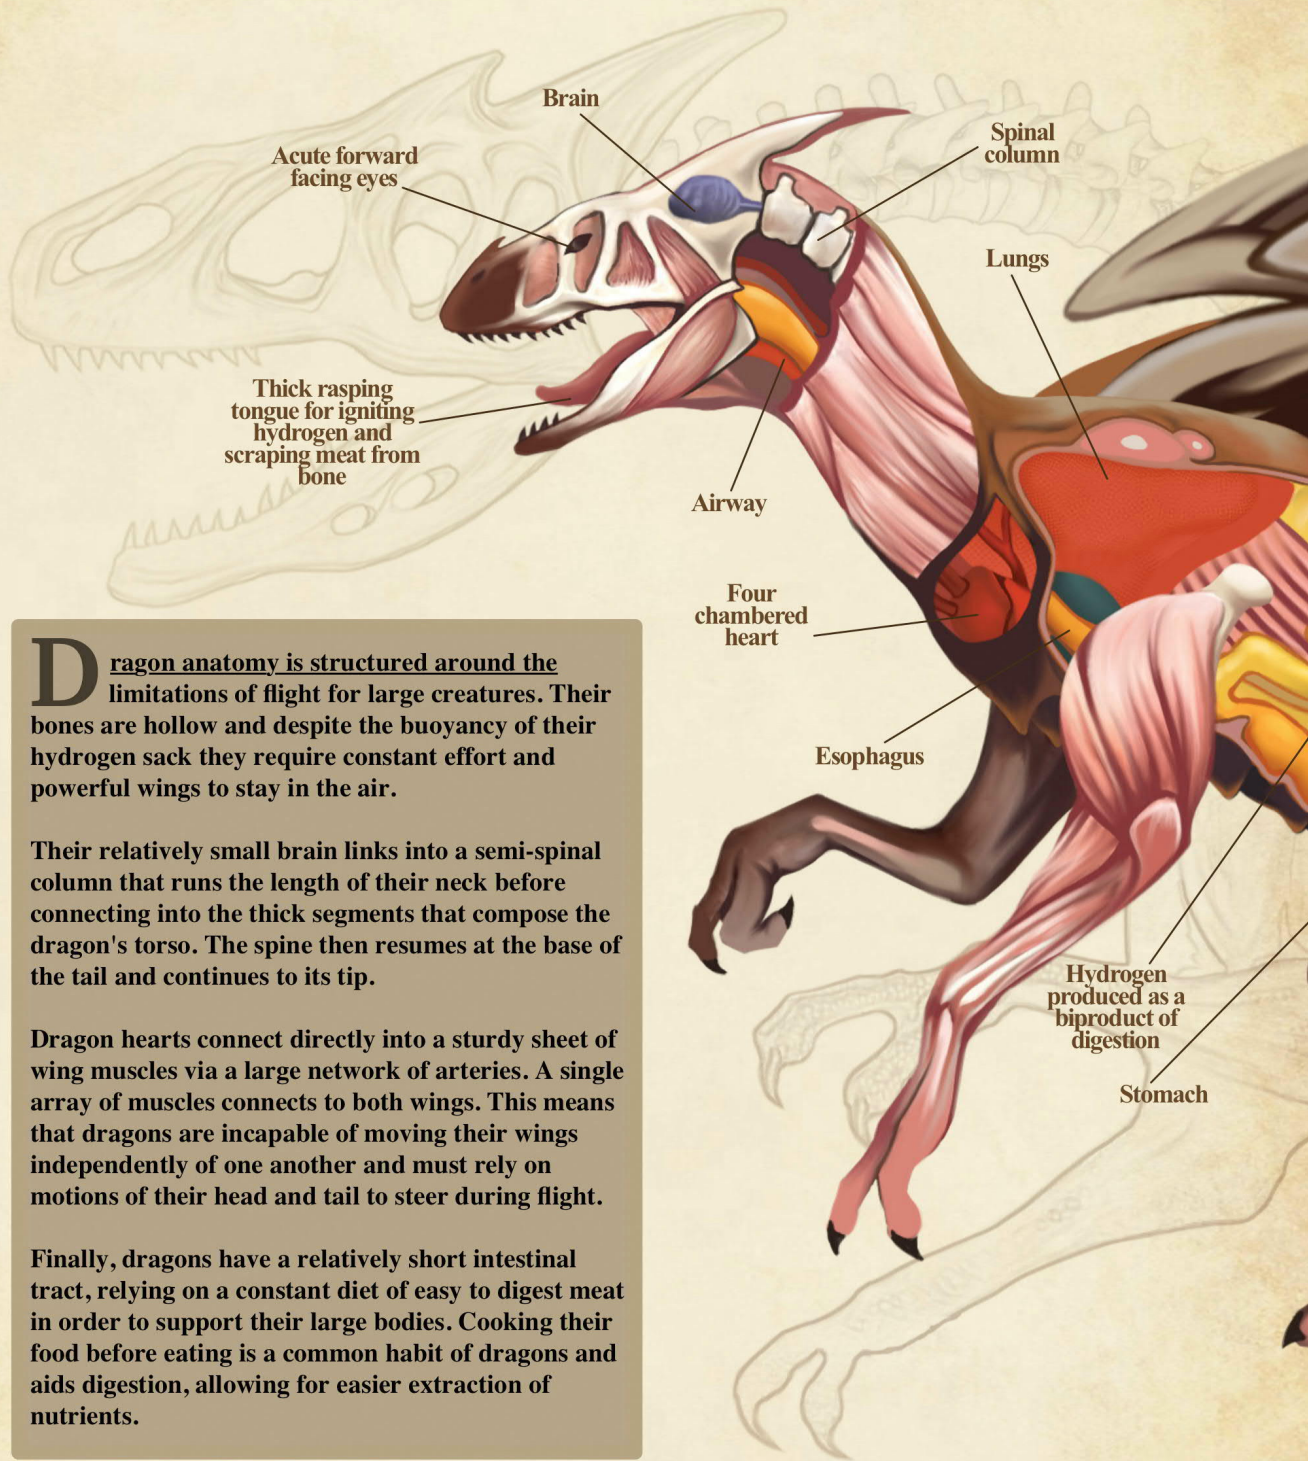 Brain
Spinal
column
Acute forward
facing eyes
Lungs
Thick rasping
tongue for igniting
hydrogen and
scraping meat from
bone
Airway
Four
chambered
heart
Esophagus
Hydrogen
produced as a
biproduct of
digestion
Stomach
Dragon anatomy is structured around the
limitations of flight for large creatures. Their
bones are hollow and despite the buoyancy of their
hydrogen sack they require constant effort and
powerful wings to stay in the air.
Their relatively small brain links into a semi-spinal
column that runs the length of their neck before
connecting into the thick segments that compose the
dragon's torso. The spine then resumes at the base of
the tail and continues to its tip.
Dragon hearts connect directly into a sturdy sheet of
wing muscles via a large network of arteries. A single
array of muscles connects to both wings. This means
that dragons are incapable of moving their wings
independently of one another and must rely on
motions of their head and tail to steer during flight.
Finally, dragons have a relatively short intestinal
tract, relying on a constant diet of easy to digest meat
in order to support their large bodies. Cooking their
food before eating is a common habit of dragons and
aids digestion, allowing for easier extraction of
nutrients.